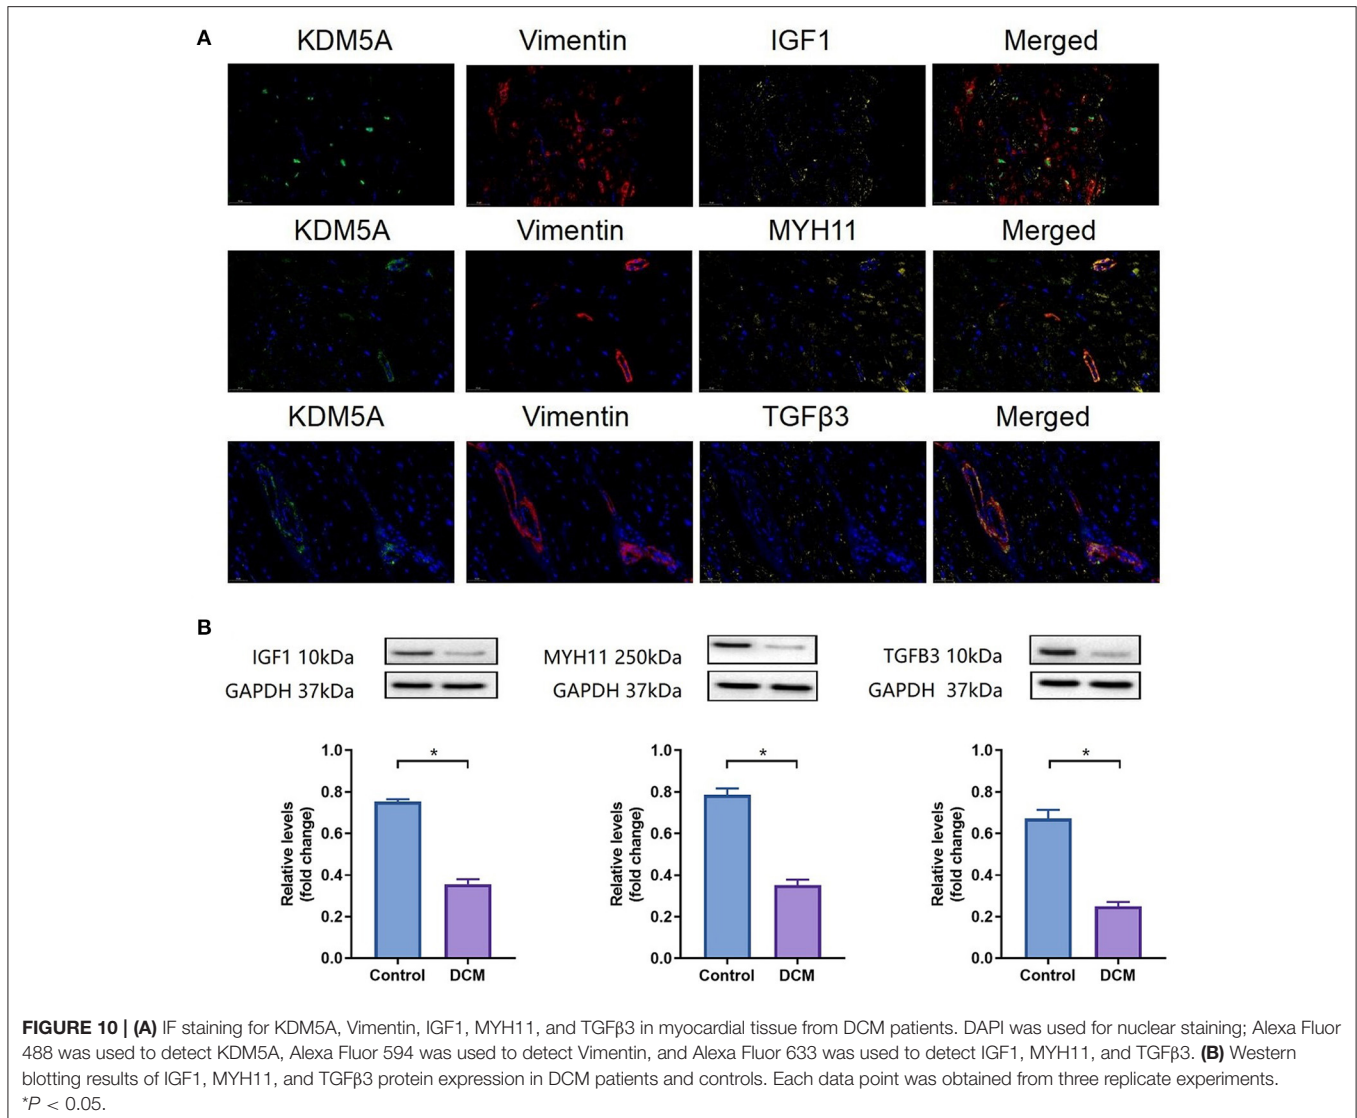 A
KDM5A Vimentin IGF1 Merged
KDM5A Vimentin MYH11 Merged
KDM5A Vimentin TGFβ3 Merged
B
IGF1 10kDa
GAPDH 37kDa
MYH11 250kDa
GAPDH 37kDa
TGFB3 10kDa
GAPDH 37kDa
Relative levels
(fold change)
1.0
0.8
0.6
0.4
0.2
0.0
*
Control DCM
Relative levels
(fold change)
1.0
0.8
0.6
0.4
0.2
0.0
*
Control DCM
Relative levels
(fold change)
1.0
0.8
0.6
0.4
0.2
0.0
*
Control DCM
FIGURE 10 | (A) IF staining for KDM5A, Vimentin, IGF1, MYH11, and TGFβ3 in myocardial tissue from DCM patients. DAPI was used for nuclear staining; Alexa Fluor
488 was used to detect KDM5A, Alexa Fluor 594 was used to detect Vimentin, and Alexa Fluor 633 was used to detect IGF1, MYH11, and TGFβ3. (B) Western
blotting results of IGF1, MYH11, and TGFβ3 protein expression in DCM patients and controls. Each data point was obtained from three replicate experiments.
*P < 0.05.